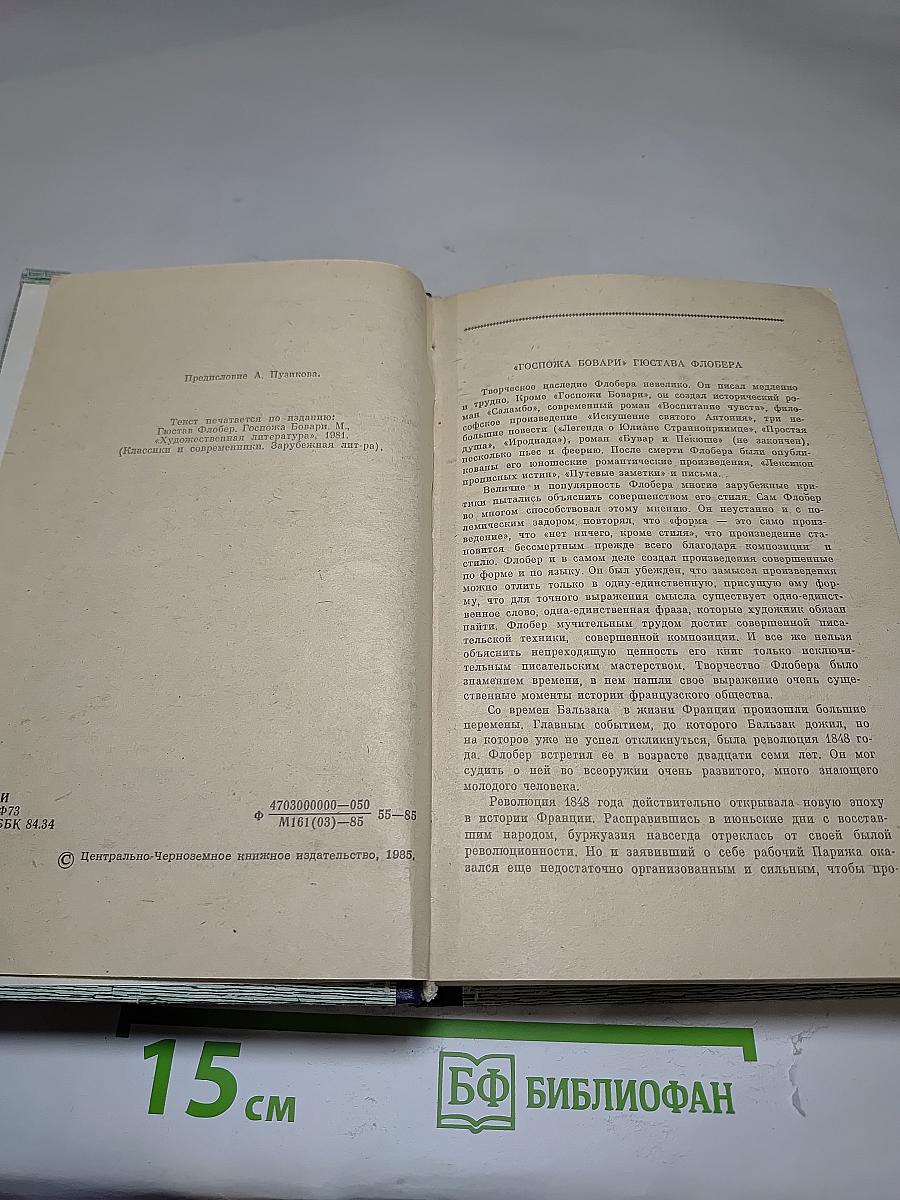 Предисловие А. Пузикова.
Текст печатается по изданию:
Гюстав Флобер. Госпожа Бовари. М.,
«Художественная литература», 1981.
(Классики и современники. Зарубежная лит-ра).
И
Ф73
ББК 84.34
Ф 4703000000—050 55—85
М161(03)—85
© Центрально-Черноземное книжное издательство, 1985,
«ГОСПОЖА БОВАРИ» ГЮСТАВА ФЛОБЕРА
Творческое наследие Флобера невелико. Он писал медленно
и трудно. Кроме «Госпожи Бовари», он создал исторический ро-
ман «Саламбо», современный роман «Воспитание чувств», фило-
софское произведение «Искушение святого Антония», три не-
большие повести («Легенда о Юлиане Странноприимце», «Простая
душа», «Иродиада»), роман «Бувар и Пекюше» (не закончен),
несколько пьес и феерию. После смерти Флобера были опубли-
кованы его юношеские романтические произведения, «Лексикон
прописных истин», «Путевые заметки» и письма.
Величие и популярность Флобера многие зарубежные кри-
тики пытались объяснить совершенством его стиля. Сам Флобер
во многом способствовал этому мнению. Он неустанно и с по-
лемическим задором повторял, что «форма — это само произ-
ведение», что «нет ничего, кроме стиля», что произведение ста-
новится бессмертным прежде всего благодаря композиции и
стилю. Флобер и в самом деле создал произведения совершенные
по форме и по языку. Он был убежден, что замысел произведения
можно отлить только в одну-единственную, присущую ему фор-
му, что для точного выражения смысла существует одно-единст-
венное слово, одна-единственная фраза, которые художник обязан
найти. Флобер мучительным трудом достиг совершенной писа-
тельской техники, совершенной композиции. И все же нельзя
объяснить непреходящую ценность его книг только исключи-
тельным писательским мастерством. Творчество Флобера было
знамением времени, в нем нашли свое выражение очень суще-
ственные моменты истории французского общества.
Со времен Бальзака в жизни Франции произошли большие
перемены. Главным событием, до которого Бальзак дожил, но
на которое уже не успел откликнуться, была революция 1848 го-
да. Флобер встретил ее в возрасте двадцати семи лет. Он мог
судить о ней во всеоружии очень развитого, много знающего
молодого человека.
Революция 1848 года действительно открывала новую эпоху
в истории Франции. Расправившись в июньские дни с восстав-
шим народом, буржуазия навсегда отреклась от своей былой
революционности. Но и заявивший о себе рабочий Парижа ока-
зался еще недостаточно организованным и сильным, чтобы про-
15 см
БФ БИБЛИОФАН